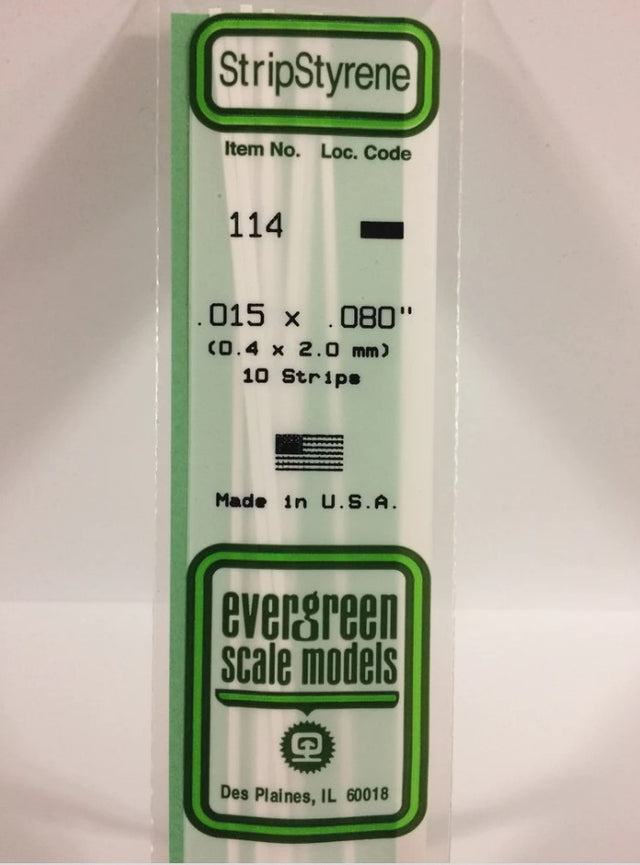 StripStyrene
Item No. Loc. Code
114
.015 x .080"
(0.4 x 2.0 mm)
10 Strips
Made in U.S.A.
evergreen
scale models
Des Plaines, IL 60018